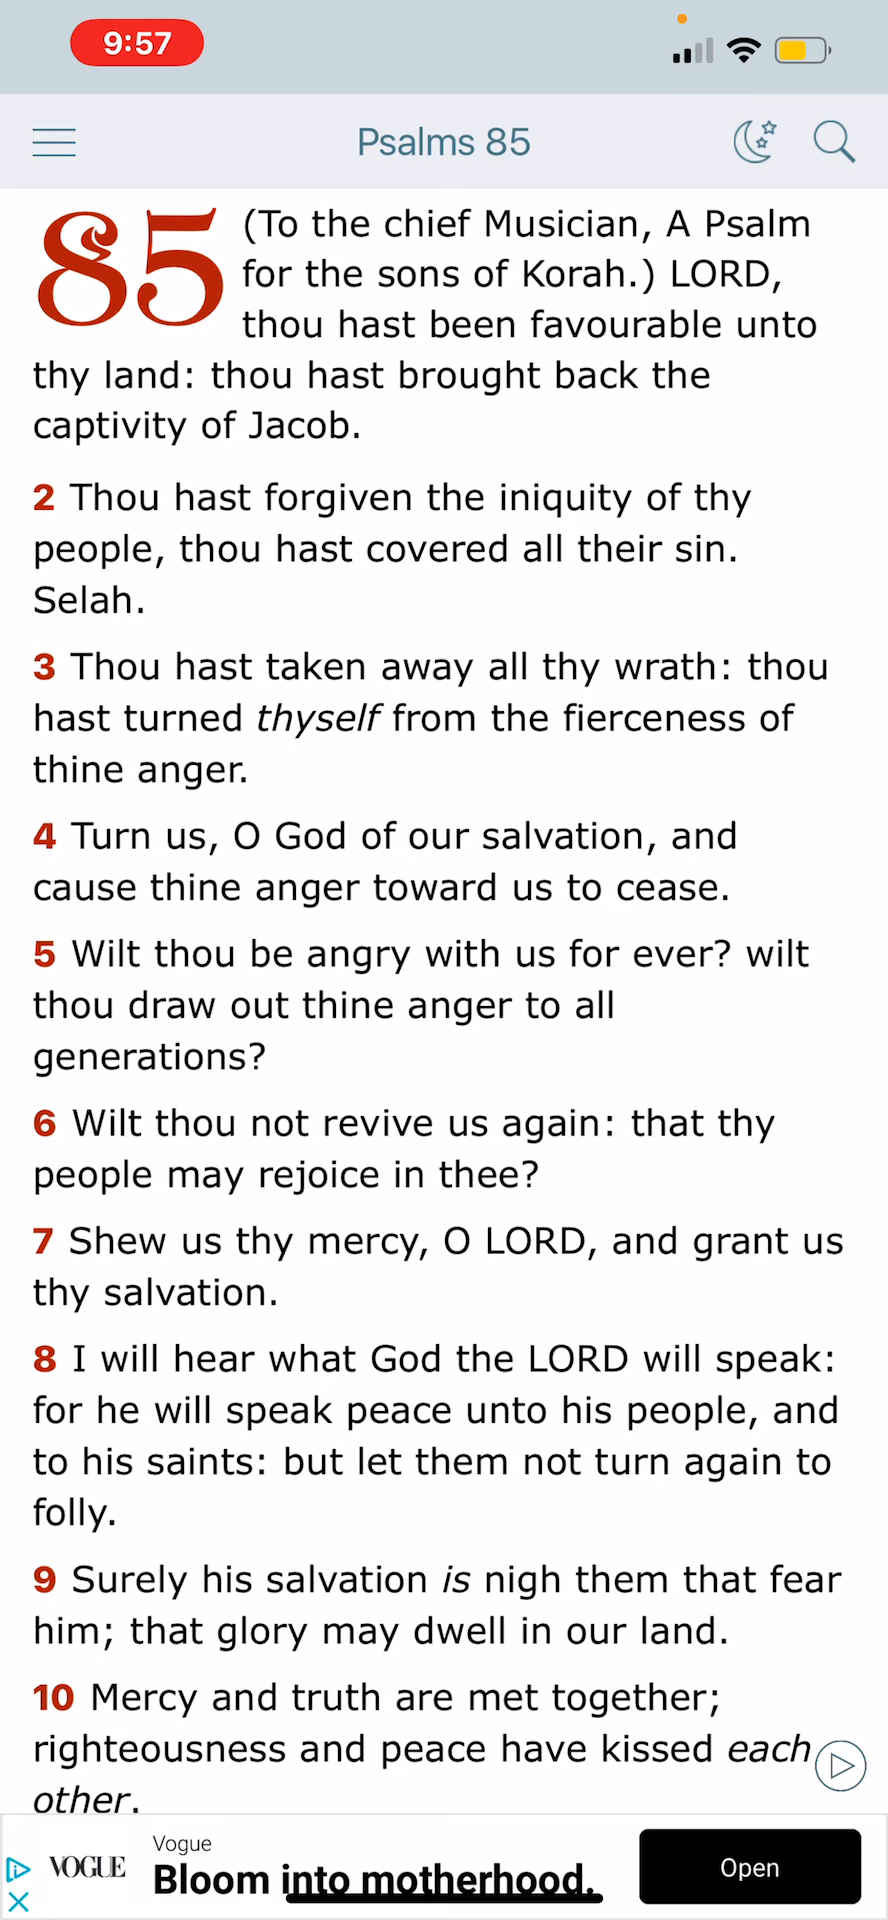 9:57
Psalms 85
85 (To the chief Musician, A Psalm
for the sons of Korah.) LORD,
thou hast been favourable unto
thy land: thou hast brought back the
captivity of Jacob.
2 Thou hast forgiven the iniquity of thy
people, thou hast covered all their sin.
Selah.
3 Thou hast taken away all thy wrath: thou
hast turned thyself from the fierceness of
thine anger.
4 Turn us, O God of our salvation, and
cause thine anger toward us to cease.
5 Wilt thou be angry with us for ever? wilt
thou draw out thine anger to all
generations?
6 Wilt thou not revive us again: that thy
people may rejoice in thee?
7 Shew us thy mercy, O LORD, and grant us
thy salvation.
8 I will hear what God the LORD will speak:
for he will speak peace unto his people, and
to his saints: but let them not turn again to
folly.
9 Surely his salvation is nigh them that fear
him; that glory may dwell in our land.
10 Mercy and truth are met together;
righteousness and peace have kissed each
other.
VOGUE
Vogue
Bloom into motherhood.
Open